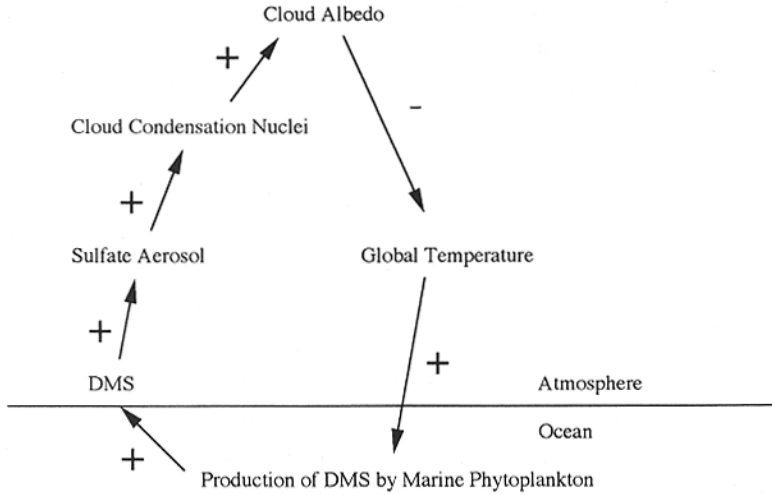 Cloud Albedo
+
−
Cloud Condensation Nuclei
+
Sulfate Aerosol
Global Temperature
+
+
DMS
Atmosphere
Ocean
+
Production of DMS by Marine Phytoplankton